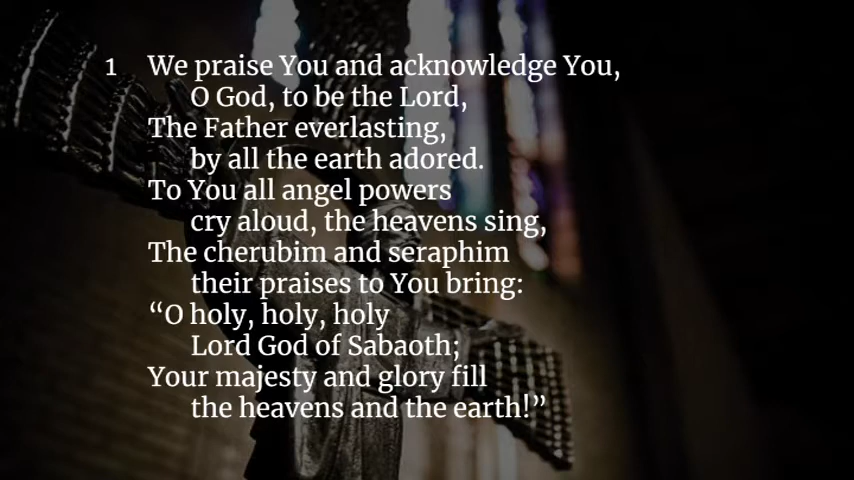 1 We praise You and acknowledge You,
O God, to be the Lord,
The Father everlasting,
by all the earth adored.
To You all angel powers
cry aloud, the heavens sing,
The cherubim and seraphim
their praises to You bring:
“O holy, holy, holy
Lord God of Sabaoth;
Your majesty and glory fill
the heavens and the earth!”